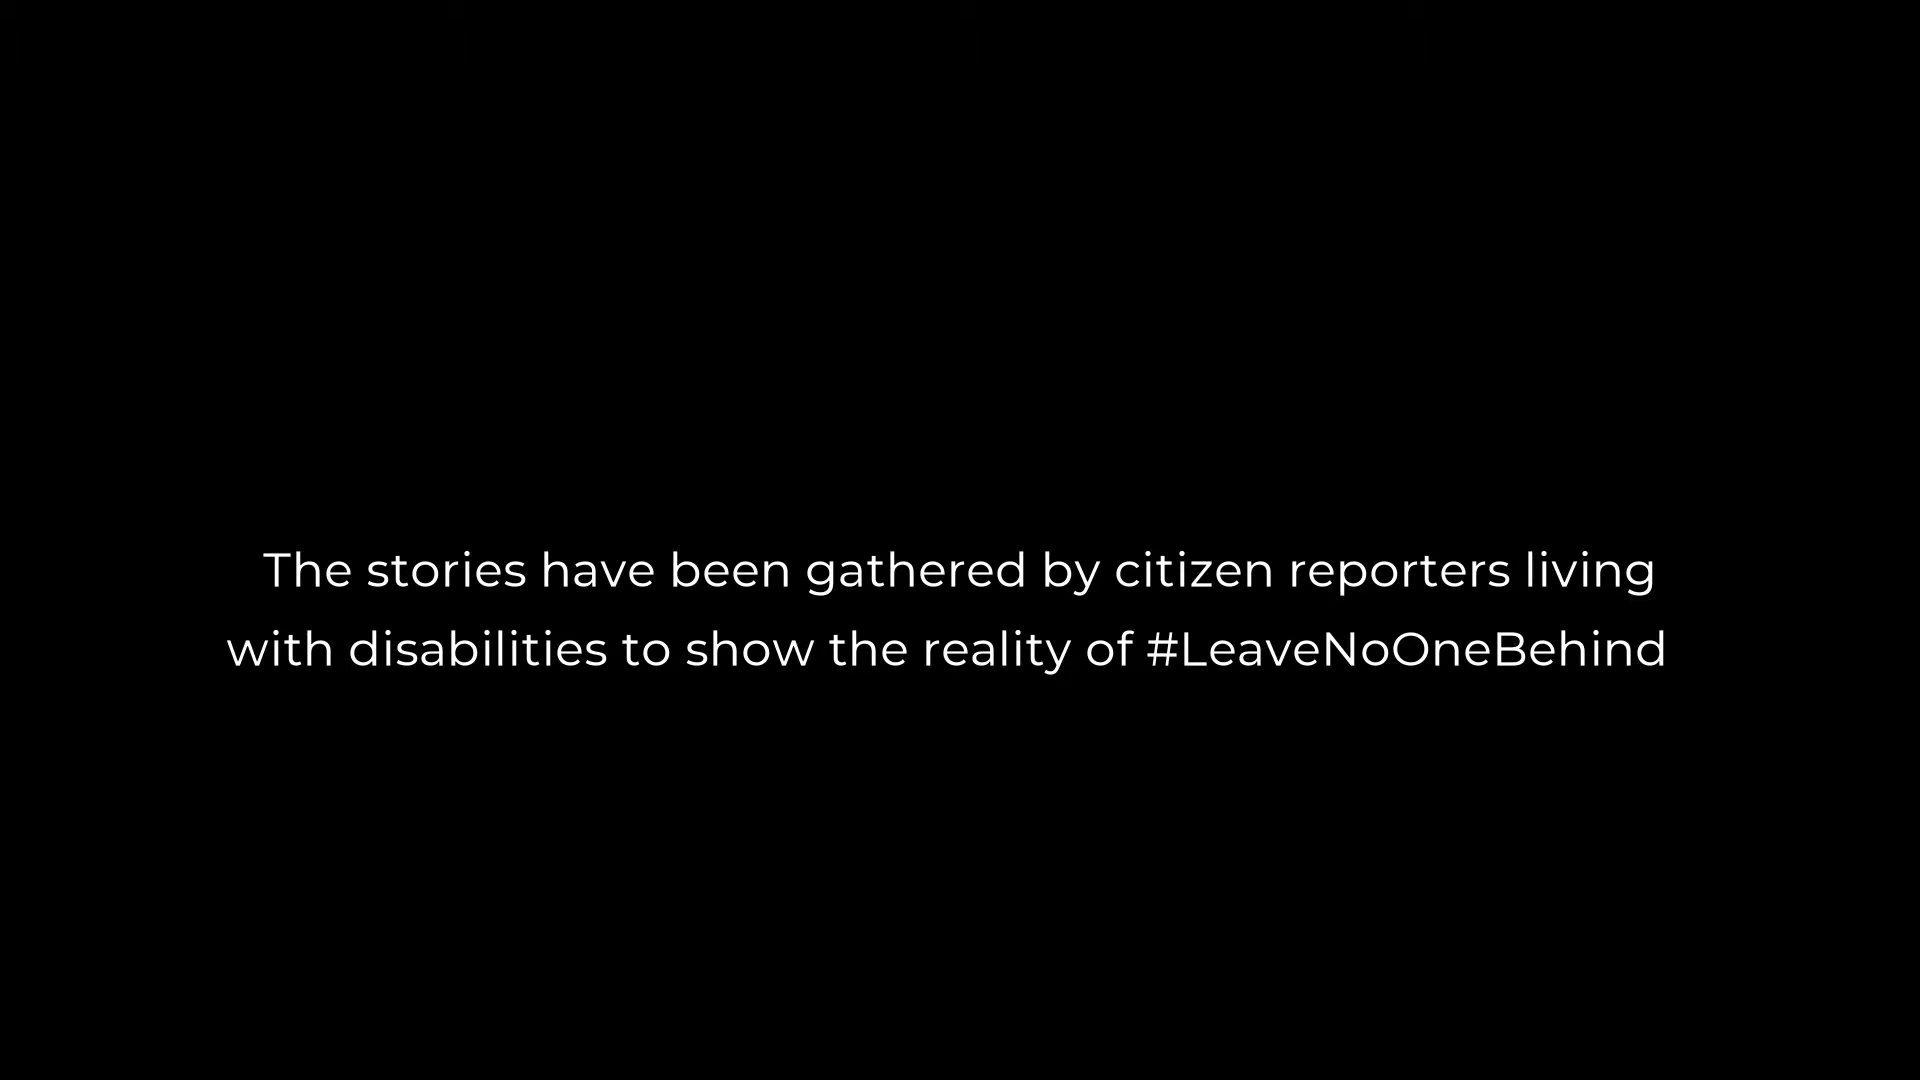 The stories have been gathered by citizen reporters living
with disabilities to show the reality of #LeaveNoOneBehind